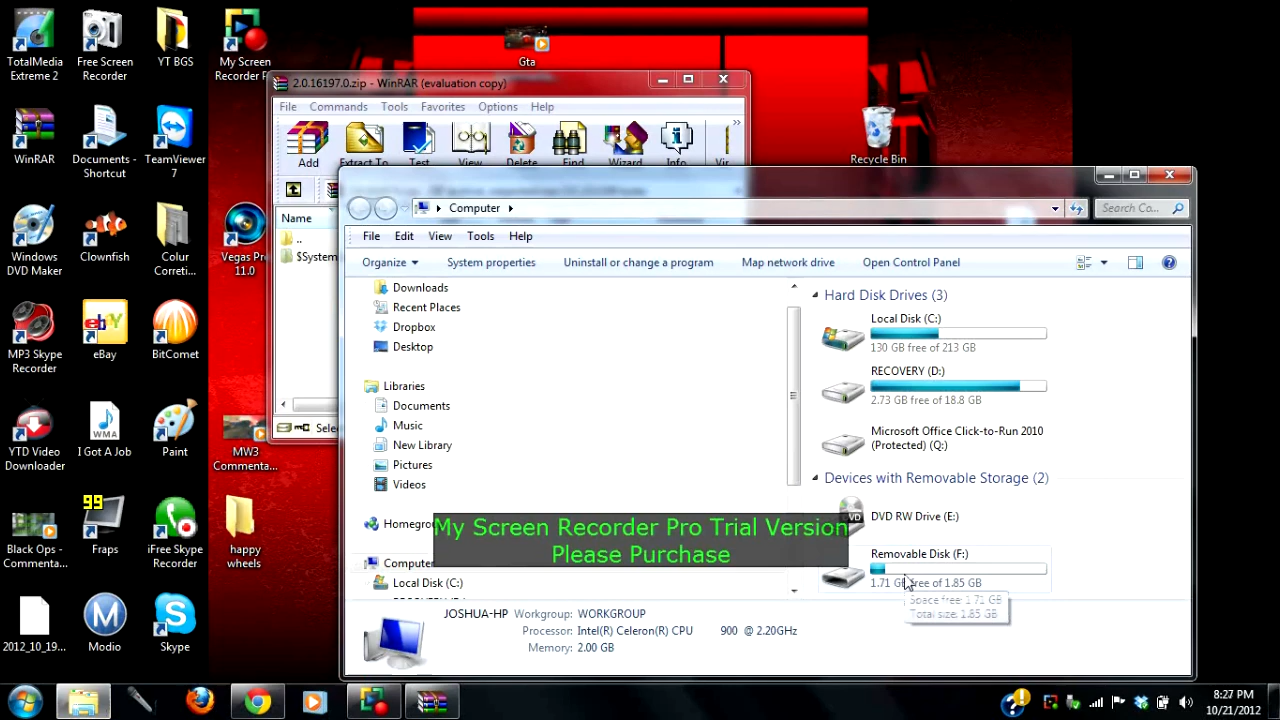 TotalMedia
Extreme 2
Free Screen
Recorder
YT BGS
My Screen
Recorder P
Gta
WinRAR
Documents -
Shortcut
TeamViewer
7
Recycle Bin
Windows
DVD Maker
Clownfish
Colur
Correti...
Vegas Pro
11.0
MP3 Skype
Recorder
eBay
BitComet
YTD Video
Downloader
I Got A Job
WMA
Paint
MW3
Commenta...
Black Ops -
Commenta...
99
Fraps
iFree Skype
Recorder
happy
wheels
2012_10_19...
Modio
Skype
2.0.16197.0.zip - WinRAR (evaluation copy)
File Commands Tools Favorites Options Help
Add Extract To Test View Delete Find Wizard Info Vir
Name
..
$System
Selec
Computer
Search Co...
File Edit View Tools Help
Organize System properties Uninstall or change a program Map network drive Open Control Panel
Downloads
Recent Places
Dropbox
Desktop
Libraries
Documents
Music
New Library
Pictures
Videos
Homegrou
Computer
Local Disk (C:)
RECOVERY (D:)
Hard Disk Drives (3)
Local Disk (C:)
130 GB free of 213 GB
RECOVERY (D:)
2.73 GB free of 18.8 GB
Microsoft Office Click-to-Run 2010
(Protected) (Q:)
Devices with Removable Storage (2)
DVD RW Drive (E:)
Removable Disk (F:)
1.71 GB free of 1.85 GB
Space free: 1.71 GB
Total size: 1.85 GB
My Screen Recorder Pro Trial Version
Please Purchase
JOSHUA-HP Workgroup: WORKGROUP
Processor: Intel(R) Celeron(R) CPU 900 @ 2.20GHz
Memory: 2.00 GB
8:27 PM
10/21/2012